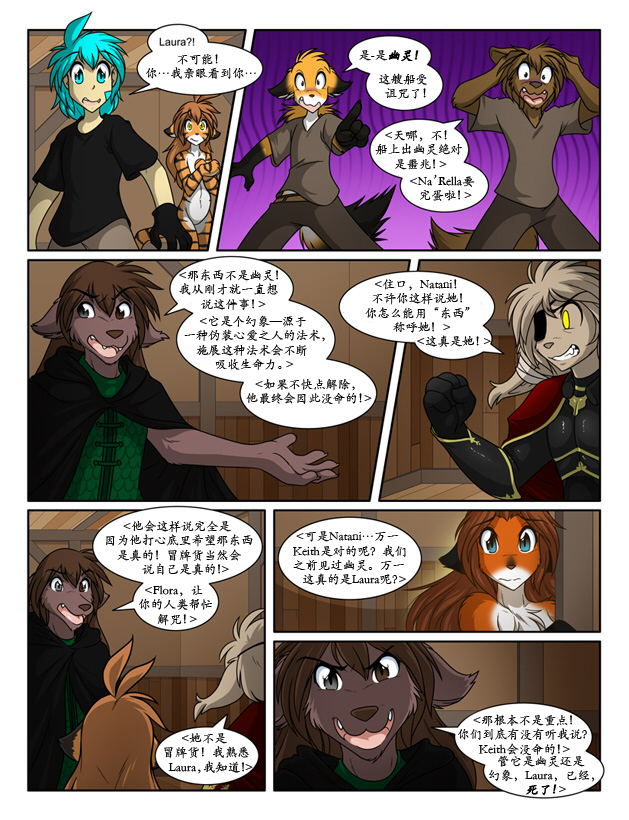 Laura?!
不可能！
你…我亲眼看到你…
是-是幽灵！
这艘船受
诅咒了！
<天哪，不！
船上出幽灵绝对
是噩兆！>
<Na'Rella要
完蛋啦！>
<那东西不是幽灵！
我从刚才就一直想
说这件事！>
<它是个幻象—源于
一种伪装心爱之人的法术，
施展这种法术会不断
吸收生命力。>
<如果不快点解除，
他最终会因此没命的！>
<住口，Natani！
不许你这样说她！
你怎么能用“东西”
称呼她！>
<这真是她！>
<他会这样说完全是
因为他打心底里希望那东西
是真的！冒牌货当然会
说自己是真的！>
<Flora，让
你的人类帮忙
解咒！>
<她不是
冒牌货！我熟悉
Laura,我知道！>
<可是Natani…万一
Keith是对的呢？我们
之前见过幽灵。万一
这真的是Laura呢？>
<那根本不是重点！
你们到底有没有听我说？
Keith会没命的！>
管它是幽灵还是
幻象，Laura，已经，
死了！>